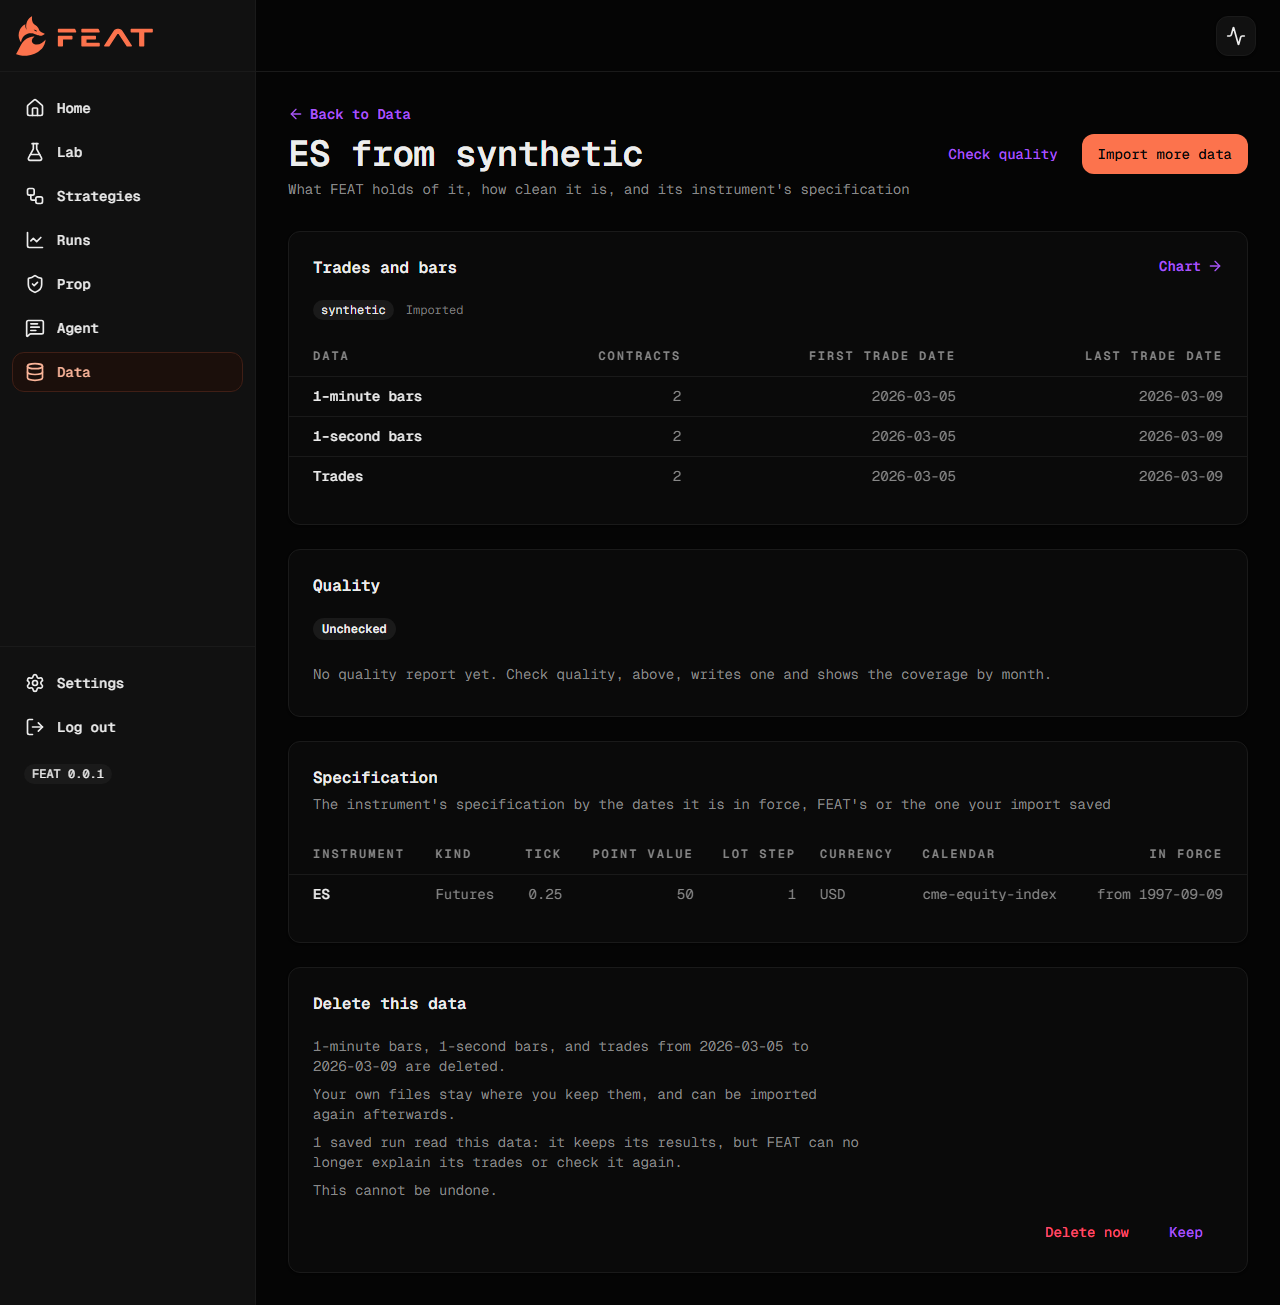 FEAT
Home
Lab
Strategies
Runs
Prop
Agent
Data
Settings
Log out
FEAT 0.0.1
← Back to Data
ES from synthetic
What FEAT holds of it, how clean it is, and its instrument's specification
Check quality
Import more data
Trades and bars
Chart →
synthetic Imported
DATA CONTRACTS FIRST TRADE DATE LAST TRADE DATE
1-minute bars 2 2026-03-05 2026-03-09
1-second bars 2 2026-03-05 2026-03-09
Trades 2 2026-03-05 2026-03-09
Quality
Unchecked
No quality report yet. Check quality, above, writes one and shows the coverage by month.
Specification
The instrument's specification by the dates it is in force, FEAT's or the one your import saved
INSTRUMENT KIND TICK POINT VALUE LOT STEP CURRENCY CALENDAR IN FORCE
ES Futures 0.25 50 1 USD cme-equity-index from 1997-09-09
Delete this data
1-minute bars, 1-second bars, and trades from 2026-03-05 to
2026-03-09 are deleted.
Your own files stay where you keep them, and can be imported
again afterwards.
1 saved run read this data: it keeps its results, but FEAT can no
longer explain its trades or check it again.
This cannot be undone.
Delete now Keep